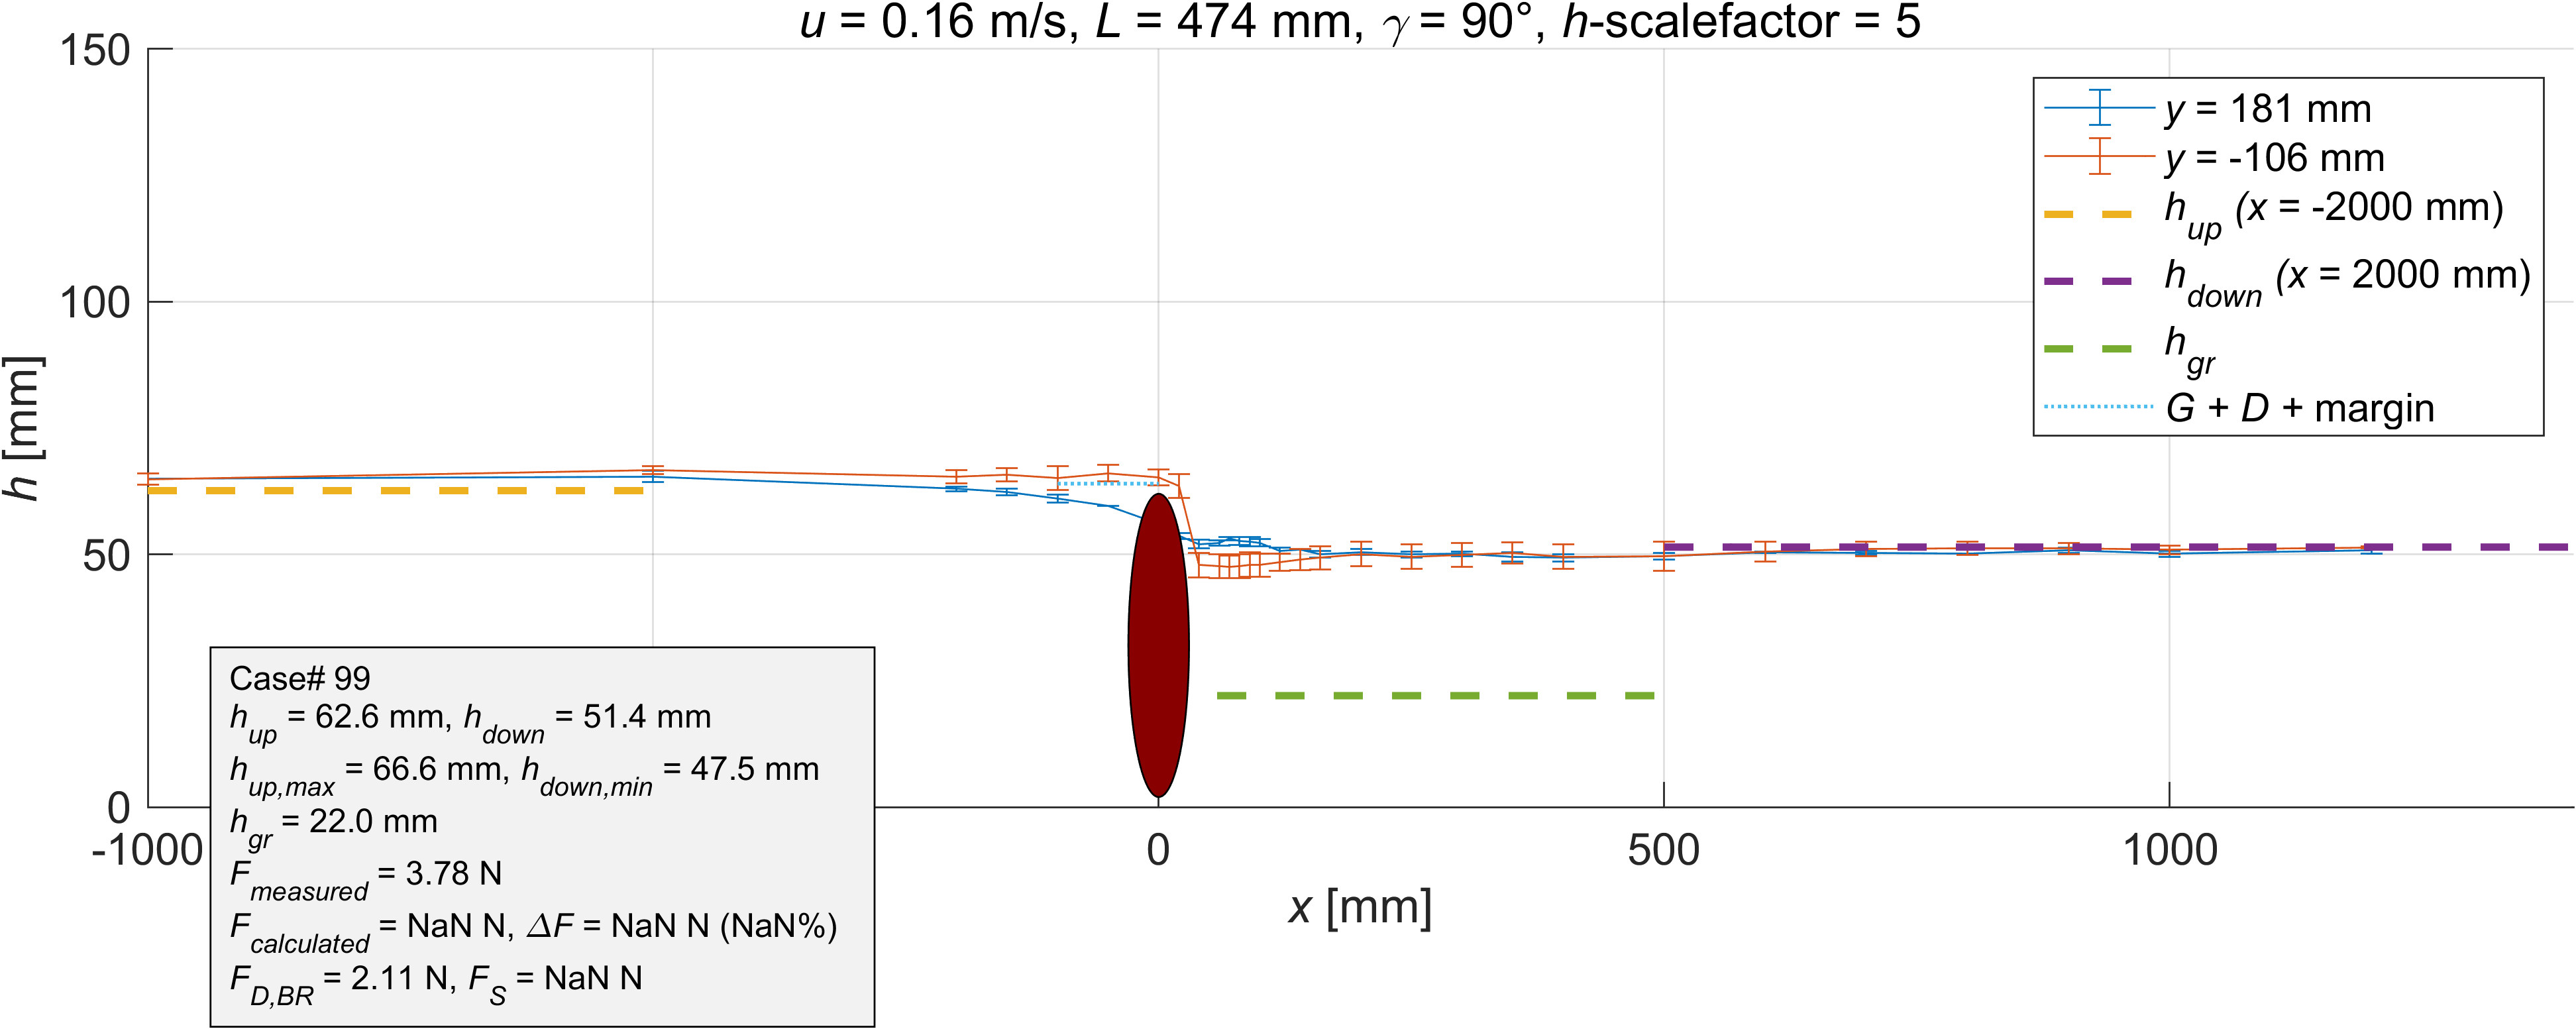 u = 0.16 m/s, L = 474 mm, γ = 90°, h-scalefactor = 5
150
100
50
0
h [mm]
-1000
0
500
1000
x [mm]
y = 181 mm
y = -106 mm
h_up (x = -2000 mm)
h_down (x = 2000 mm)
h_gr
G + D + margin
Case# 99
h_up = 62.6 mm, h_down = 51.4 mm
h_up,max = 66.6 mm, h_down,min = 47.5 mm
h_gr = 22.0 mm
F_measured = 3.78 N
F_calculated = NaN N, ΔF = NaN N (NaN%)
F_D,BR = 2.11 N, F_S = NaN N